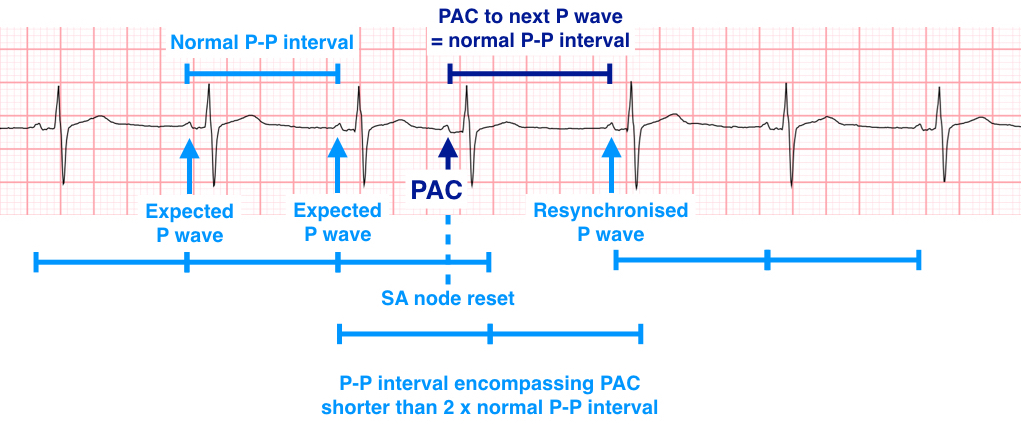 PAC to next P wave
= normal P-P interval
Normal P-P interval
PAC
Expected
P wave
Expected
P wave
Resynchronised
P wave
SA node reset
P-P interval encompassing PAC
shorter than 2 x normal P-P interval